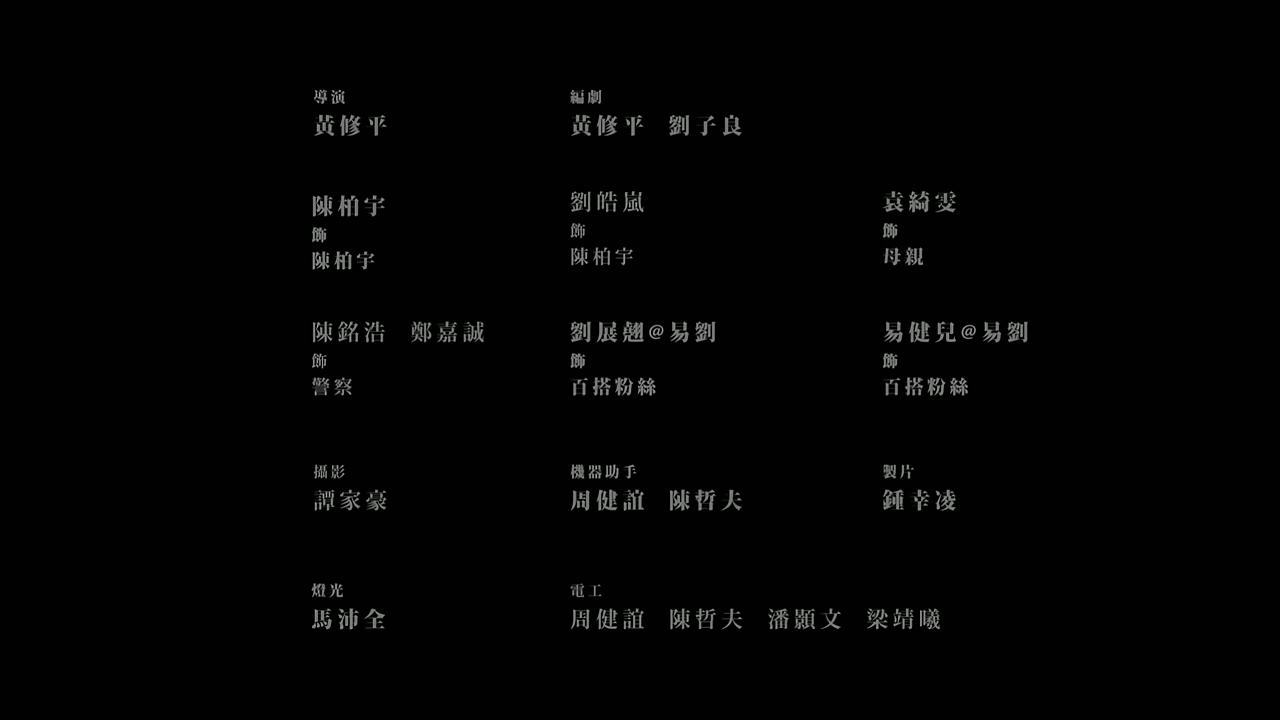 導演
黃修平
編劇
黃修平 劉子良
陳柏宇
飾
陳柏宇
劉皓嵐
飾
陳柏宇
袁綺雯
飾
母親
陳銘浩 鄭嘉誠
飾
警察
劉展翹@易劉
飾
百搭粉絲
易健兒@易劉
飾
百搭粉絲
攝影
譚家豪
機器助手
周健誼 陳哲夫
製片
鍾幸凌
燈光
馬沛全
電工
周健誼 陳哲夫 潘顥文 梁靖曦